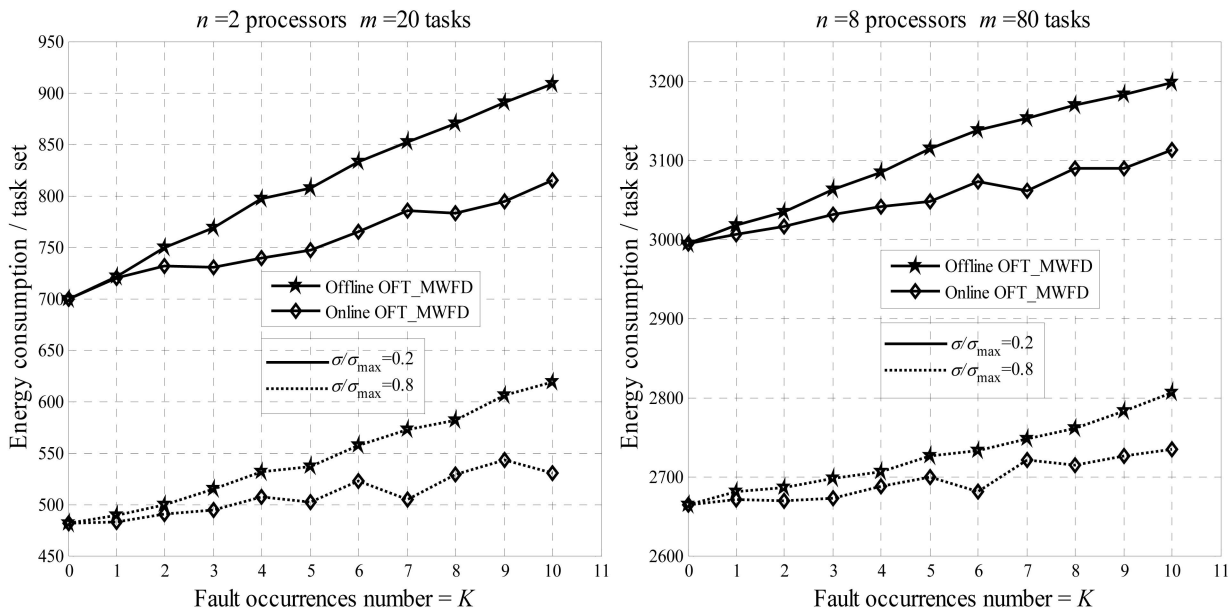 n =2 processors m =20 tasks
950
900
850
800
750
700
650
600
550
500
450
Energy consumption / task set
Offline OFT_MWFD
Online OFT_MWFD
σ/σmax=0.2
σ/σmax=0.8
0 1 2 3 4 5 6 7 8 9 10 11
Fault occurrences number = K
n =8 processors m =80 tasks
3200
3100
3000
2900
2800
2700
2600
Energy consumption / task set
Offline OFT_MWFD
Online OFT_MWFD
σ/σmax=0.2
σ/σmax=0.8
0 1 2 3 4 5 6 7 8 9 10 11
Fault occurrences number = K